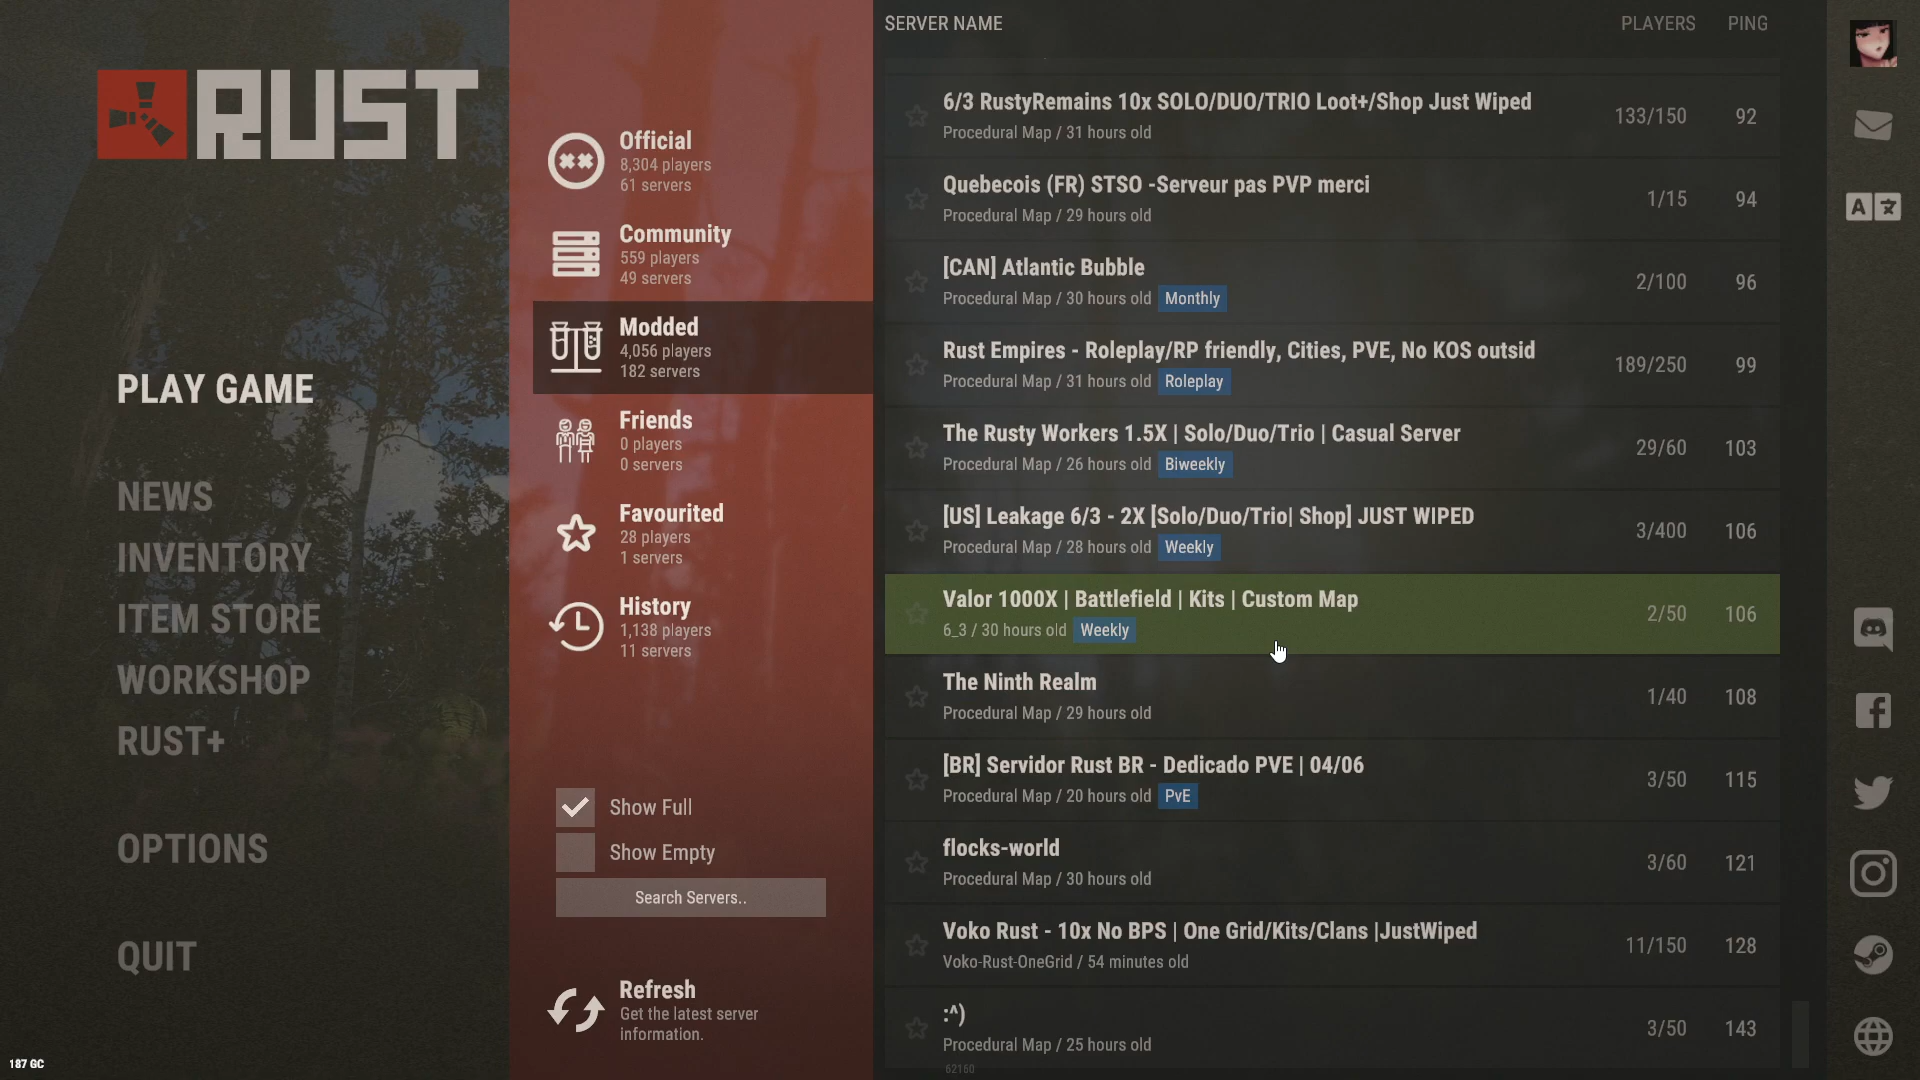 RUST
PLAY GAME
NEWS
INVENTORY
ITEM STORE
WORKSHOP
RUST+
OPTIONS
QUIT
187 GC
Official
8,304 players
61 servers
Community
559 players
49 servers
Modded
4,056 players
182 servers
Friends
0 players
0 servers
Favourited
28 players
1 servers
History
1,138 players
11 servers
Show Full
Show Empty
Search Servers..
Refresh
Get the latest server
information.
SERVER NAME PLAYERS PING
6/3 RustyRemains 10x SOLO/DUO/TRIO Loot+/Shop Just Wiped 133/150 92
Procedural Map / 31 hours old
Quebecois (FR) STSO -Serveur pas PVP merci 1/15 94
Procedural Map / 29 hours old
[CAN] Atlantic Bubble 2/100 96
Procedural Map / 30 hours old Monthly
Rust Empires - Roleplay/RP friendly, Cities, PVE, No KOS outsid 189/250 99
Procedural Map / 31 hours old Roleplay
The Rusty Workers 1.5X | Solo/Duo/Trio | Casual Server 29/60 103
Procedural Map / 26 hours old Biweekly
[US] Leakage 6/3 - 2X [Solo/Duo/Trio| Shop] JUST WIPED 3/400 106
Procedural Map / 28 hours old Weekly
Valor 1000X | Battlefield | Kits | Custom Map 2/50 106
6_3 / 30 hours old Weekly
The Ninth Realm 1/40 108
Procedural Map / 29 hours old
[BR] Servidor Rust BR - Dedicado PVE | 04/06 3/50 115
Procedural Map / 20 hours old PvE
flocks-world 3/60 121
Procedural Map / 30 hours old
Voko Rust - 10x No BPS | One Grid/Kits/Clans |JustWiped 11/150 128
Voko-Rust-OneGrid / 54 minutes old
:^) 3/50 143
Procedural Map / 25 hours old
62160
A 文